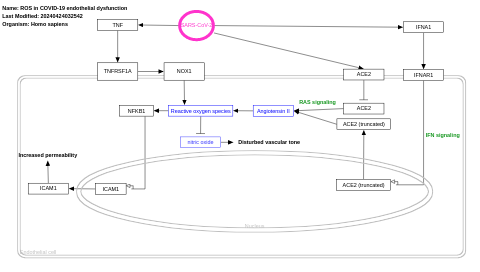 Name: ROS in COVID-19 endothelial dysfunction
Last Modified: 20240424032542
Organism: Homo sapiens
TNF
SARS-CoV-2
IFNA1
TNFRSF1A
NOX1
ACE2
IFNAR1
RAS signaling
NFKB1
Reactive oxygen species
Angiotensin II
ACE2
ACE2 (truncated)
IFN signaling
nitric oxide
Disturbed vascular tone
Increased permeability
ICAM1
ICAM1
ACE2 (truncated)
Nucleus
Endothelial cell